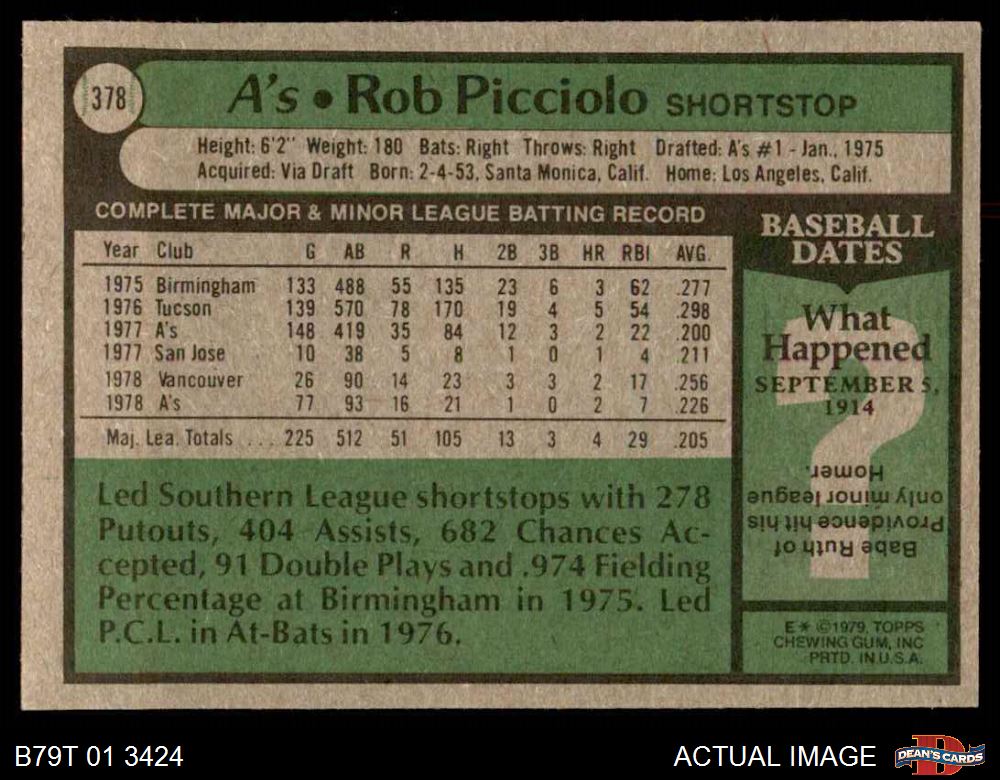 378
A's • Rob Picciolo SHORTSTOP
Height: 6'2" Weight: 180 Bats: Right Throws: Right Drafted: A's #1 - Jan., 1975
Acquired: Via Draft Born: 2-4-53, Santa Monica, Calif. Home: Los Angeles, Calif.
COMPLETE MAJOR & MINOR LEAGUE BATTING RECORD
Year Club G AB R H 2B 3B HR RBI AVG.
1975 Birmingham 133 488 55 135 23 6 3 62 .277
1976 Tucson 139 570 78 170 19 4 5 54 .298
1977 A's 148 419 35 84 12 3 2 22 .200
1977 San Jose 10 38 5 8 1 0 1 4 .211
1978 Vancouver 26 90 14 23 3 3 2 17 .256
1978 A's 77 93 16 21 1 0 2 7 .226
Maj. Lea. Totals ... 225 512 51 105 13 3 4 29 .205
Led Southern League shortstops with 278
Putouts, 404 Assists, 682 Chances Ac-
cepted, 91 Double Plays and .974 Fielding
Percentage at Birmingham in 1975. Led
P.C.L. in At-Bats in 1976.
BASEBALL
DATES
What
Happened
SEPTEMBER 5,
1914
?
Babe Ruth of
Providence hit his
only minor league
Homer.
E* ©1979, TOPPS
CHEWING GUM, INC
PRTD. IN U.S.A.
B79T 01 3424
ACTUAL IMAGE
D
DEAN'S CARDS